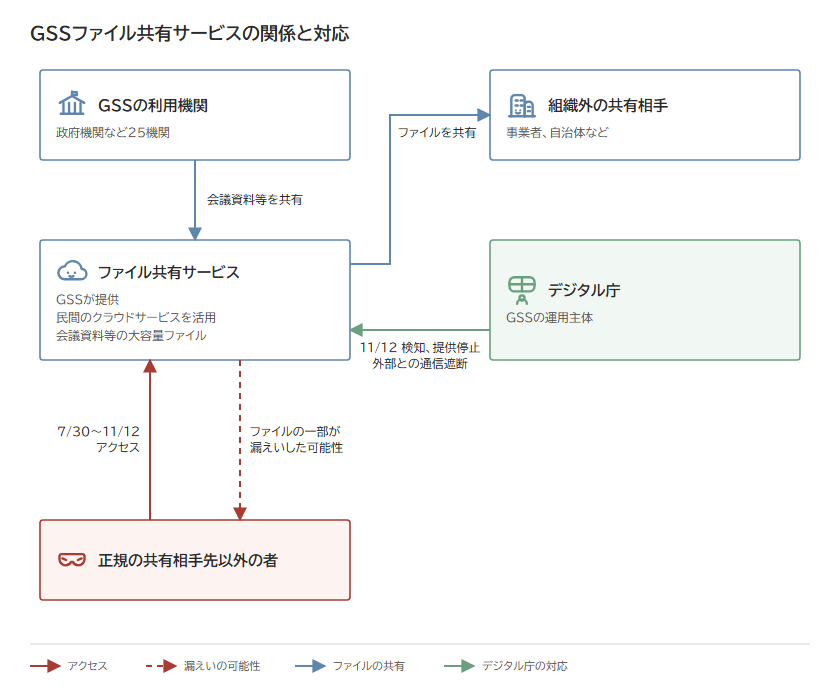 GSSファイル共有サービスの関係と対応
GSSの利用機関
政府機関など25機関
組織外の共有相手
事業者、自治体など
ファイルを共有
会議資料等を共有
ファイル共有サービス
GSSが提供
民間のクラウドサービスを活用
会議資料等の大容量ファイル
デジタル庁
GSSの運用主体
11/12 検知、提供停止
外部との通信遮断
7/30～11/12
アクセス
ファイルの一部が
漏えいした可能性
正規の共有相手先以外の者
アクセス
漏えいの可能性
ファイルの共有
デジタル庁の対応